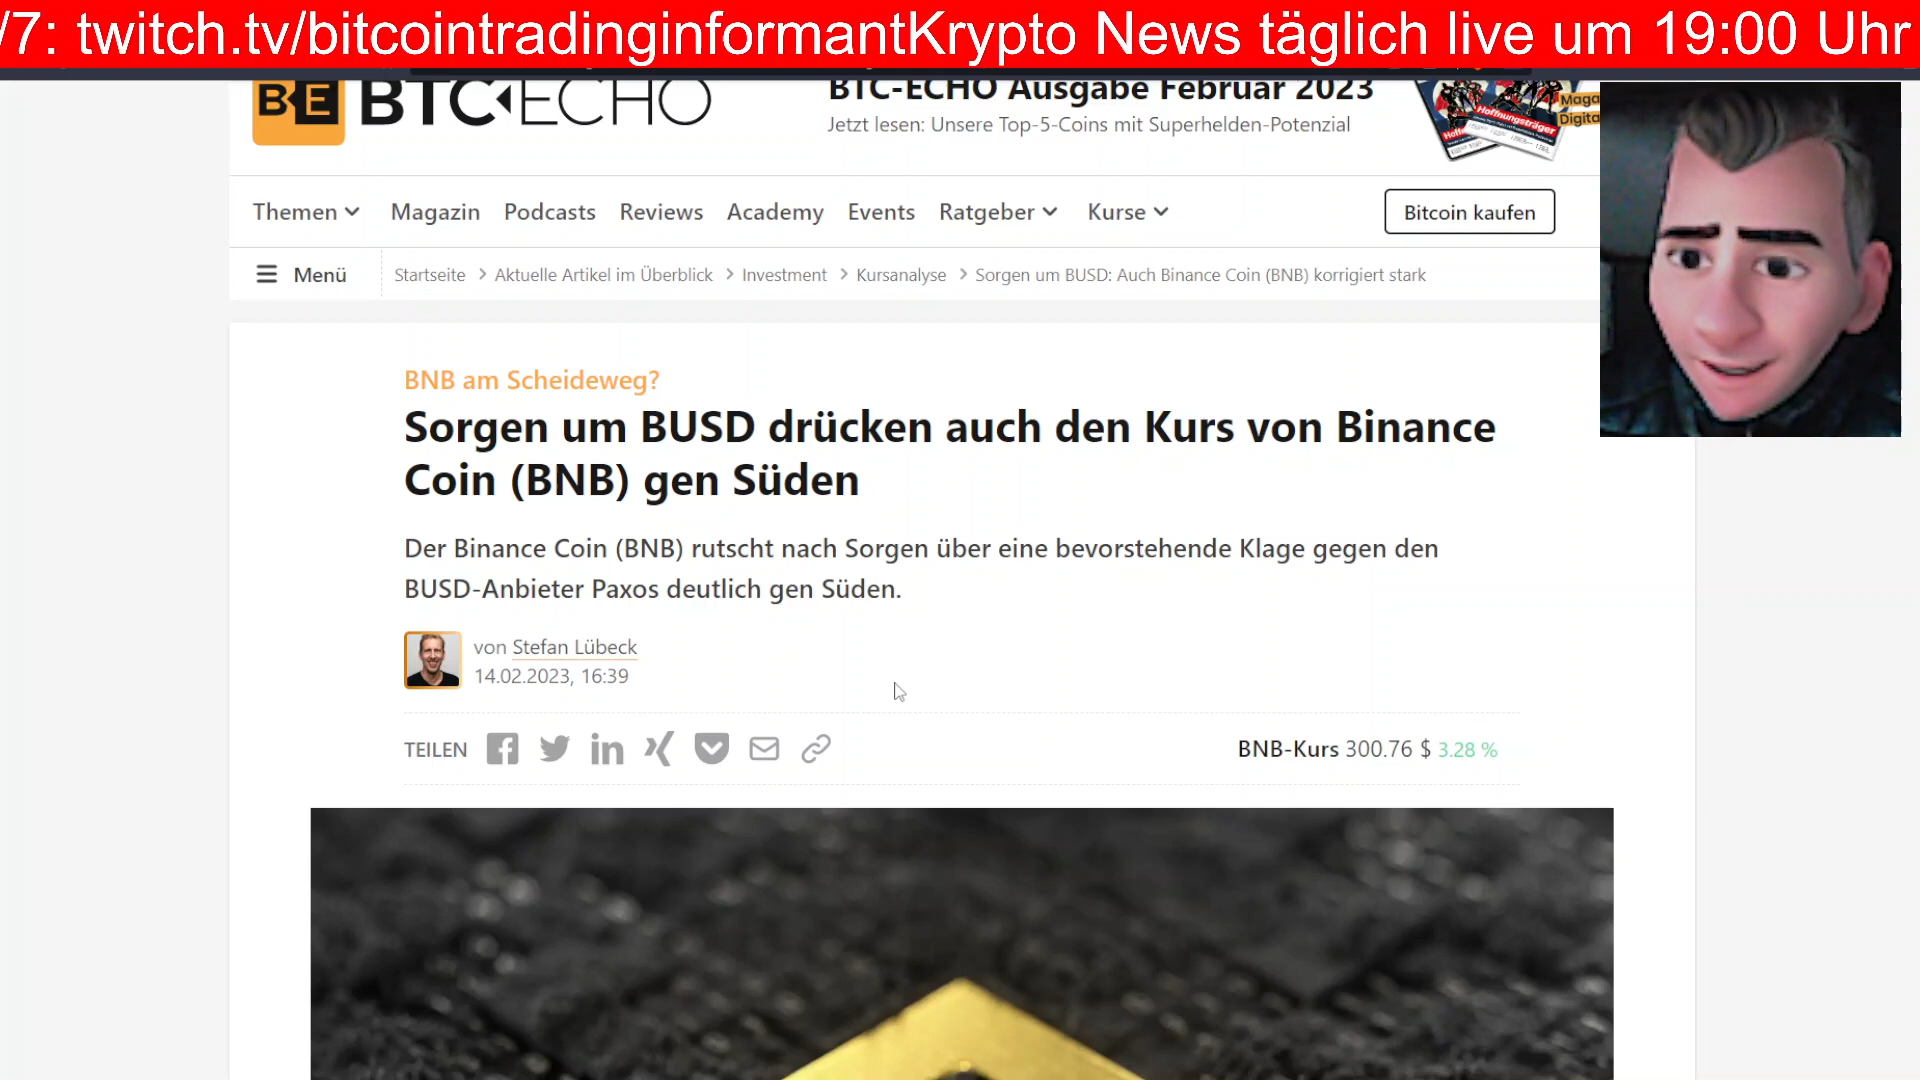 /7: twitch.tv/bitcointradinginformantKrypto News täglich live um 19:00 Uhr
BE BTC-ECHO
BTC-ECHO Ausgabe Februar 2023
Jetzt lesen: Unsere Top-5-Coins mit Superhelden-Potenzial
Hoffnungsträger
Maga
Digita
Themen Magazin Podcasts Reviews Academy Events Ratgeber Kurse Bitcoin kaufen
Menü Startseite > Aktuelle Artikel im Überblick > Investment > Kursanalyse > Sorgen um BUSD: Auch Binance Coin (BNB) korrigiert stark
BNB am Scheideweg?
Sorgen um BUSD drücken auch den Kurs von Binance
Coin (BNB) gen Süden
Der Binance Coin (BNB) rutscht nach Sorgen über eine bevorstehende Klage gegen den
BUSD-Anbieter Paxos deutlich gen Süden.
von Stefan Lübeck
14.02.2023, 16:39
TEILEN
BNB-Kurs 300.76 $ 3.28 %